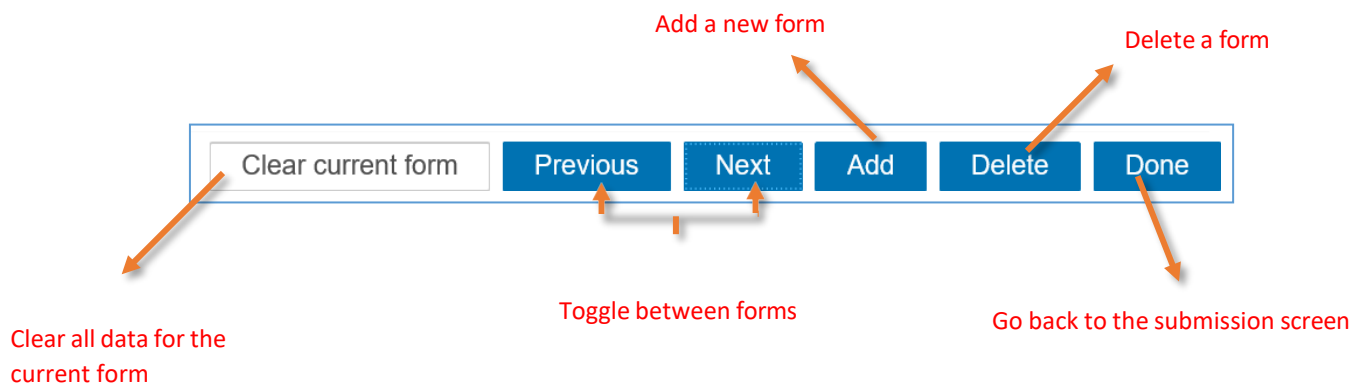 Add a new form
Delete a form
Clear current form
Previous
Next
Add
Delete
Done
Toggle between forms
Go back to the submission screen
Clear all data for the
current form